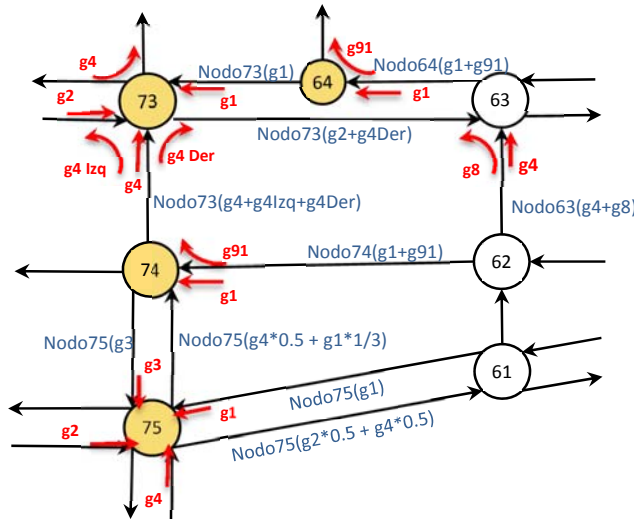 g91
g4
Nodo73(g1)
64
Nodo64(g1+g91)
g2
73
g1
g1
63
Nodo73(g2+g4Der)
g4 Izq
g4
g4 Der
g8
g4
Nodo73(g4+g4Izq+g4Der)
Nodo63(g4+g8)
g91
Nodo74(g1+g91)
74
62
g1
Nodo75(g3
Nodo75(g4*0.5 + g1*1/3)
g3
61
Nodo75(g1)
g1
g2
75
Nodo75(g2*0.5 + g4*0.5)
g4